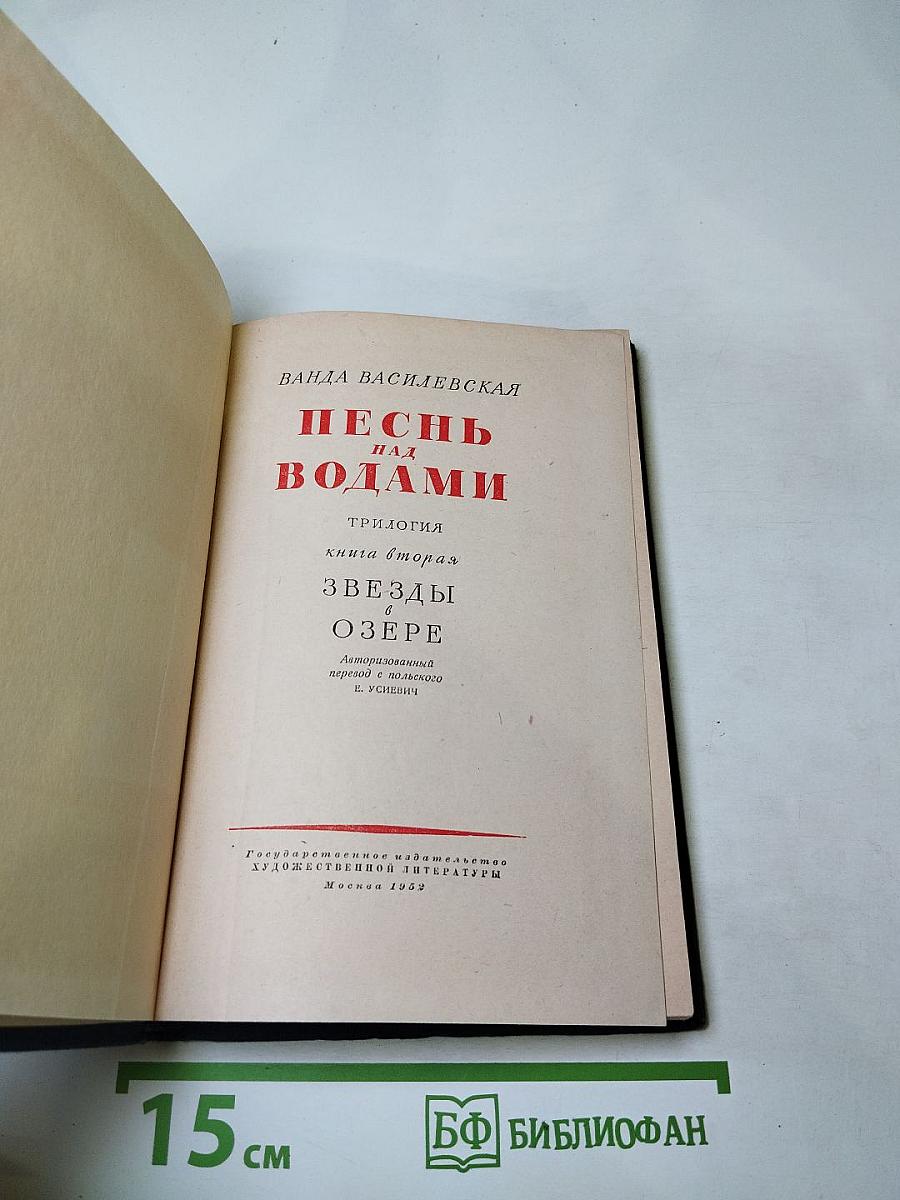 ВАНДА ВАСИЛЕВСКАЯ
ПЕСНЬ
НАД
ВОДАМИ
ТРИЛОГИЯ
книга вторая
ЗВЕЗДЫ
в
ОЗЕРЕ
Авторизованный
перевод с польского
Е. УСИЕВИЧ
Государственное издательство
ХУДОЖЕСТВЕННОЙ ЛИТЕРАТУРЫ
Москва 1952
15 см
БФ БИБЛИОФАН